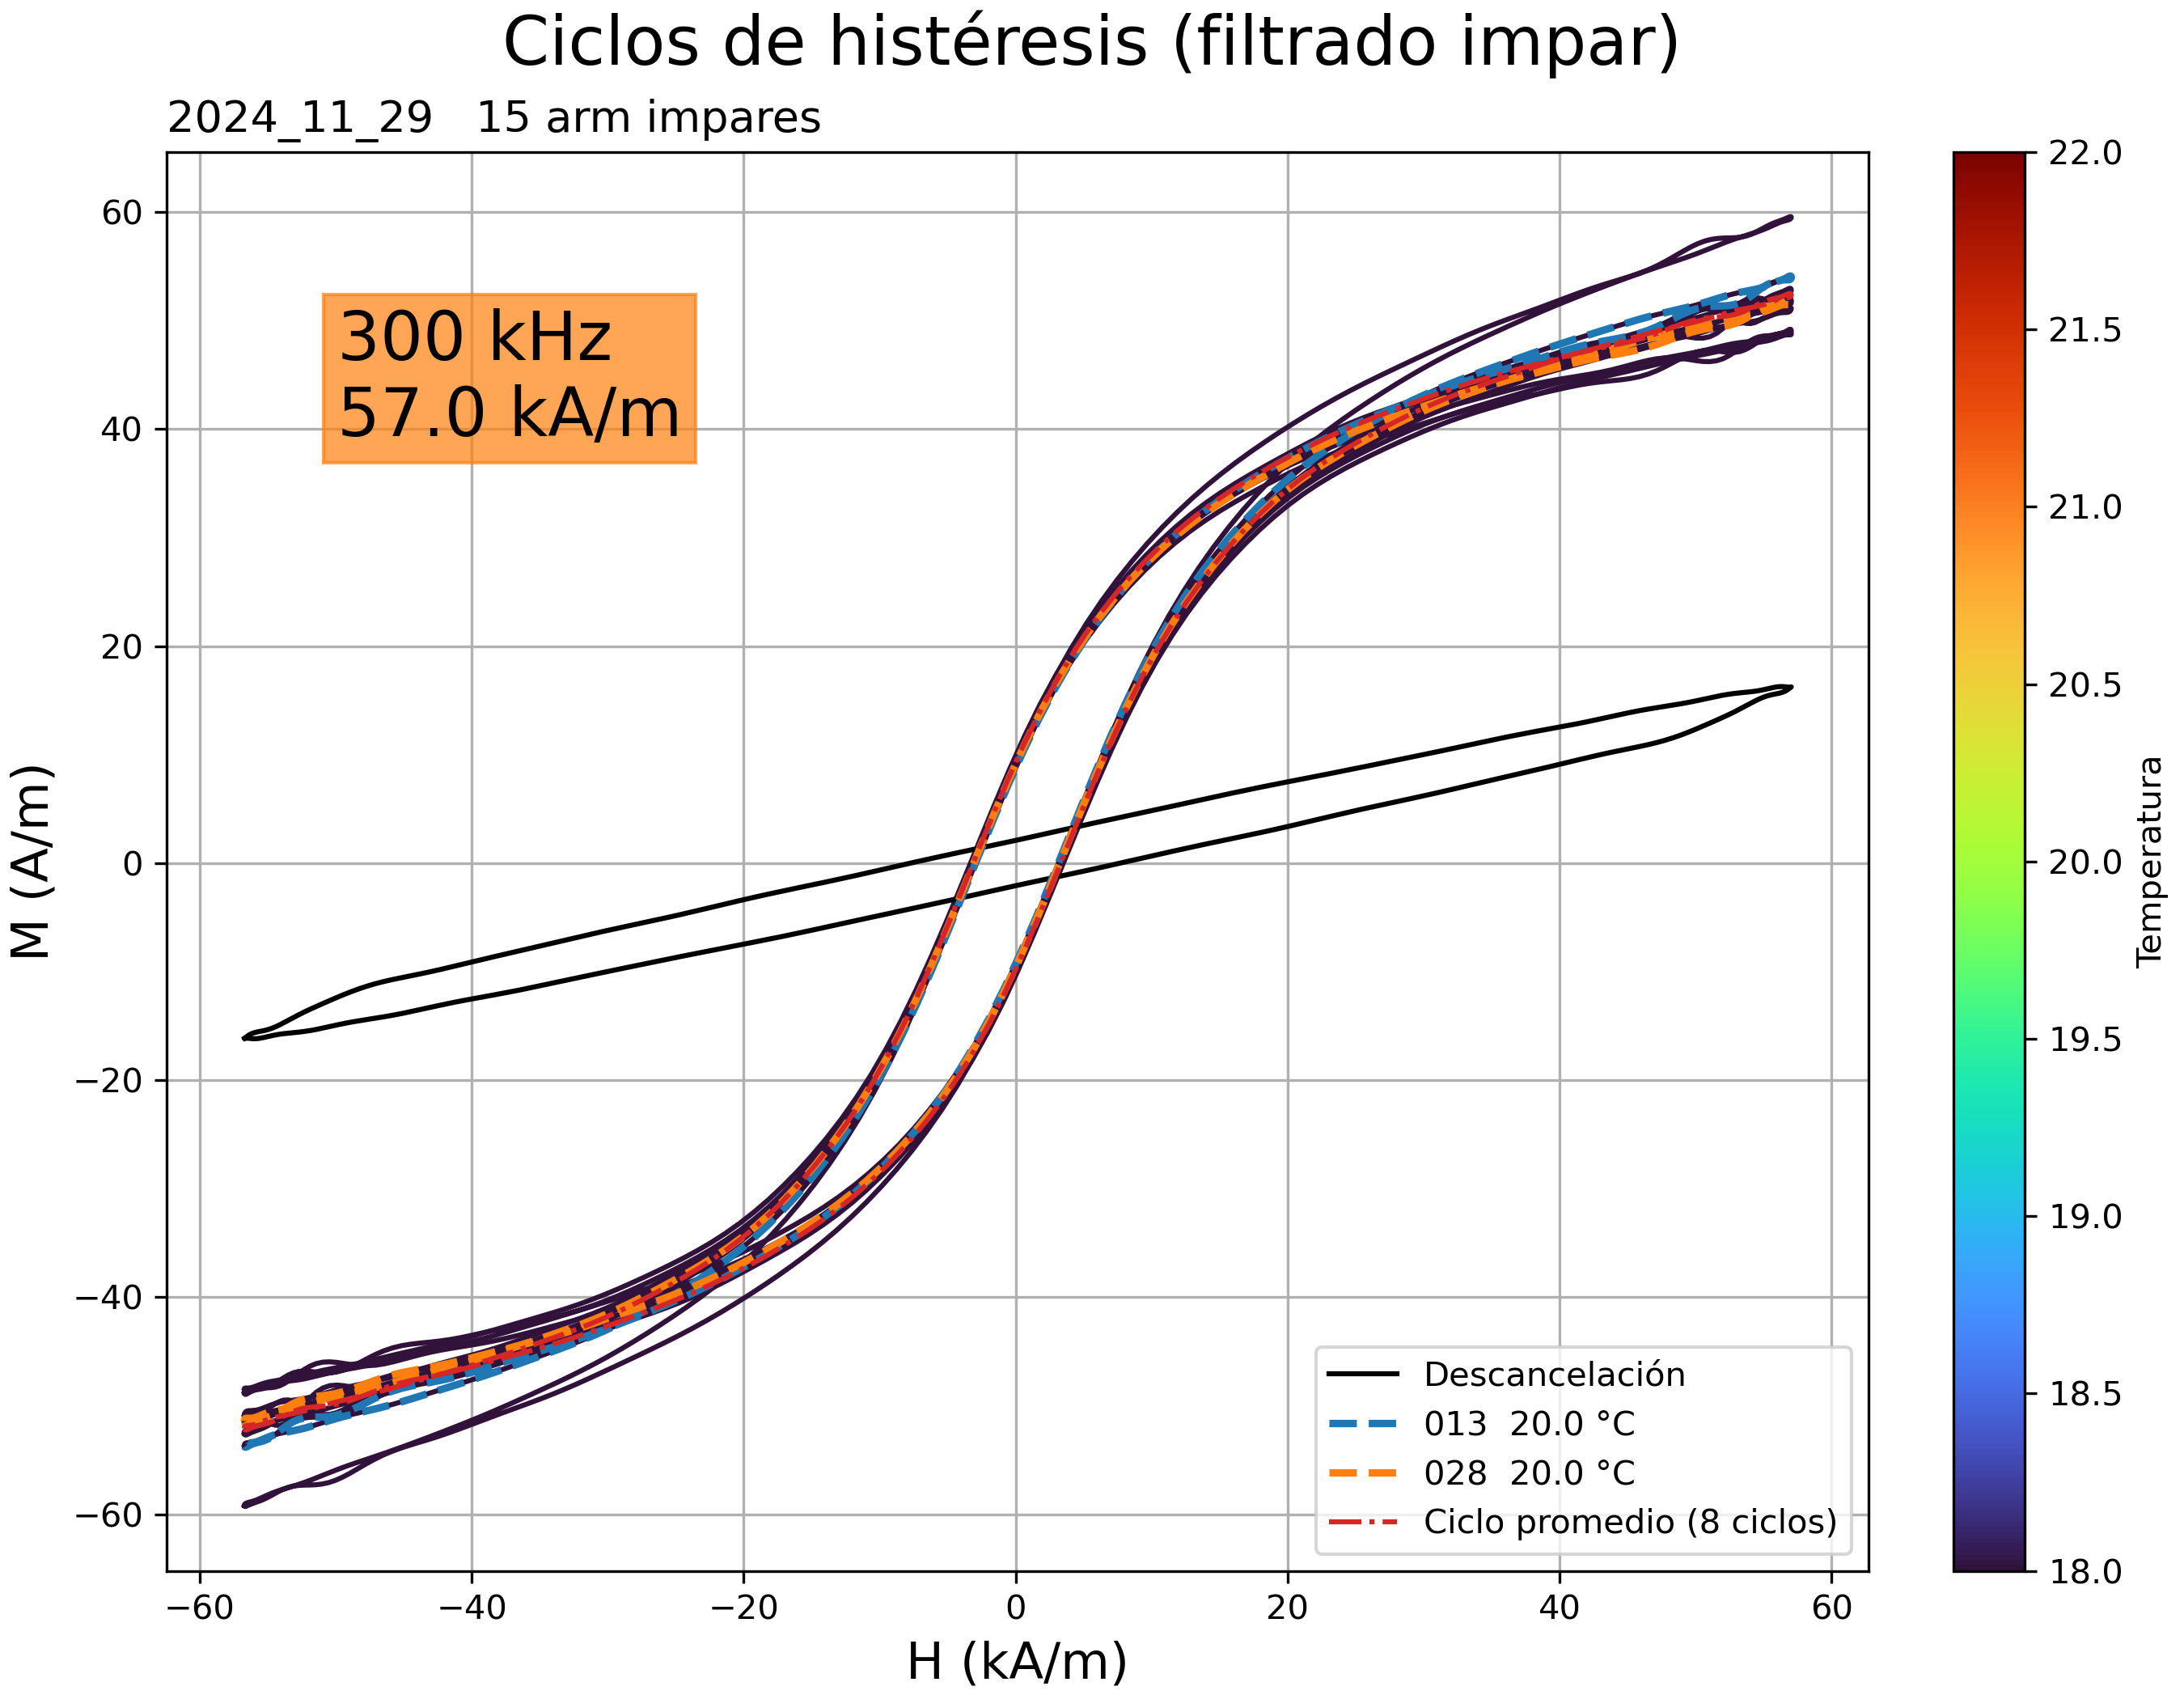 Ciclos de histéresis (filtrado impar)
2024_11_29   15 arm impares
300 kHz
57.0 kA/m
M (A/m)
60
40
20
0
−20
−40
−60
−60
−40
−20
0
20
40
60
H (kA/m)
Descancelación
013  20.0 °C
028  20.0 °C
Ciclo promedio (8 ciclos)
22.0
21.5
21.0
20.5
20.0
19.5
19.0
18.5
18.0
Temperatura